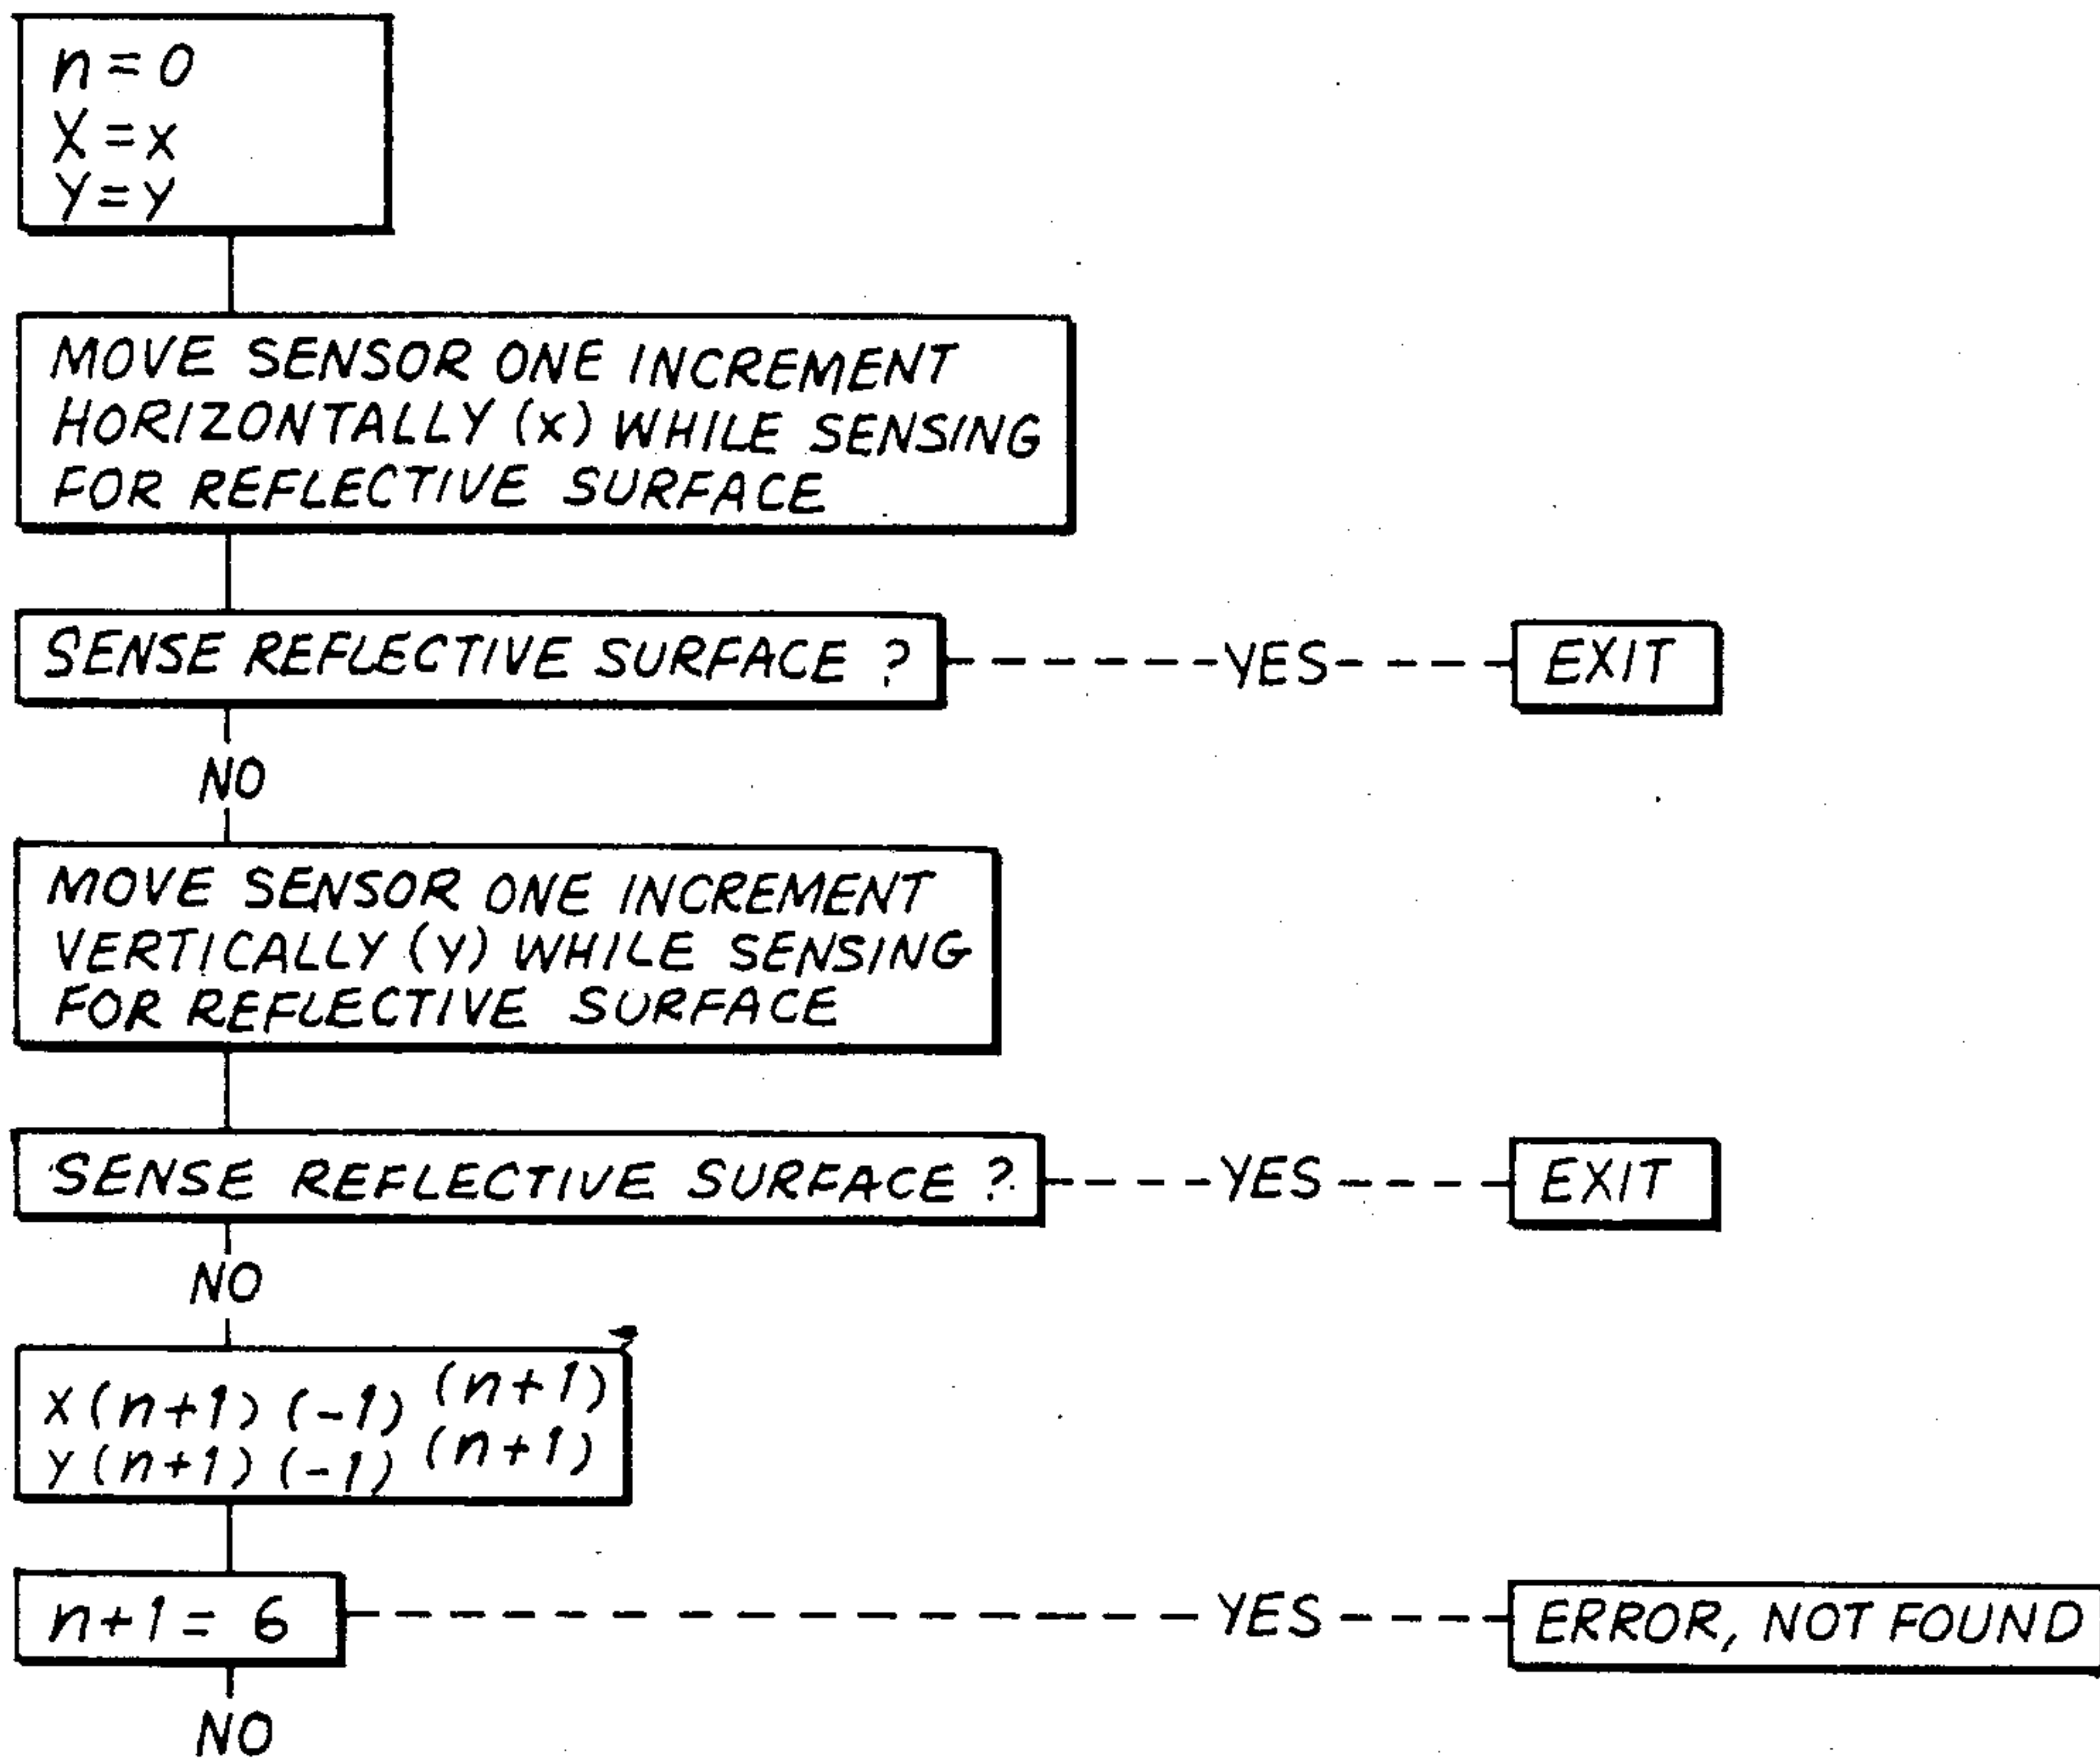 n = 0
X = x
Y = y
MOVE SENSOR ONE INCREMENT
HORIZONTALLY (x) WHILE SENSING
FOR REFLECTIVE SURFACE
SENSE REFLECTIVE SURFACE ?
YES
EXIT
NO
MOVE SENSOR ONE INCREMENT
VERTICALLY (Y) WHILE SENSING
FOR REFLECTIVE SURFACE
SENSE REFLECTIVE SURFACE ?
YES
EXIT
NO
x(n+1)(-1)^(n+1)
y(n+1)(-1)^(n+1)
n+1 = 6
YES
ERROR, NOT FOUND
NO